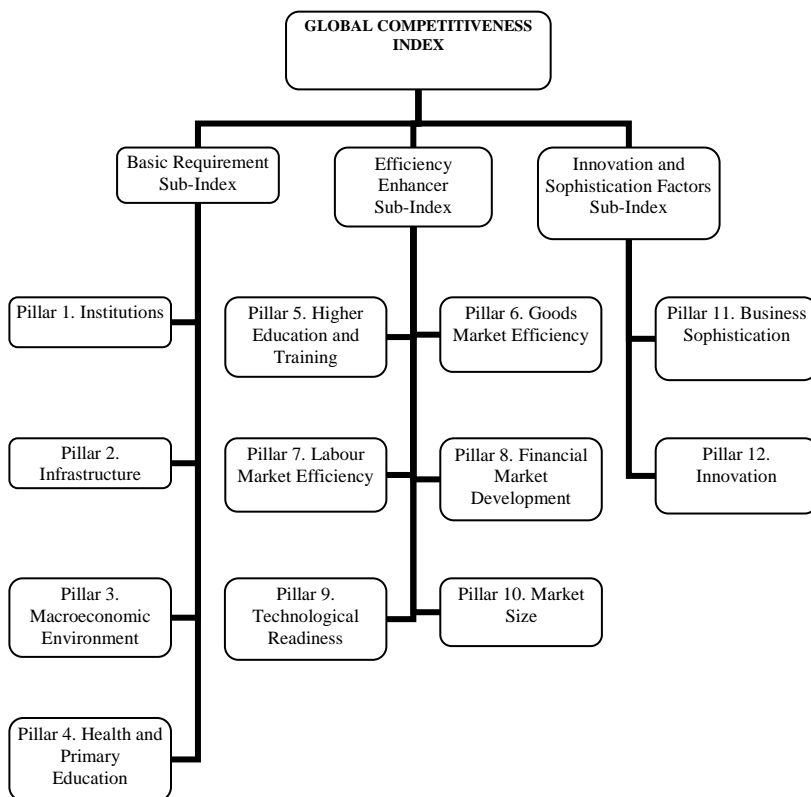 GLOBAL COMPETITIVENESS
INDEX
Basic Requirement
Sub-Index
Efficiency
Enhancer
Sub-Index
Innovation and
Sophistication Factors
Sub-Index
Pillar 1. Institutions
Pillar 5. Higher
Education and
Training
Pillar 6. Goods
Market Efficiency
Pillar 11. Business
Sophistication
Pillar 2.
Infrastructure
Pillar 7. Labour
Market Efficiency
Pillar 8. Financial
Market
Development
Pillar 12.
Innovation
Pillar 3.
Macroeconomic
Environment
Pillar 9.
Technological
Readiness
Pillar 10. Market
Size
Pillar 4. Health and
Primary
Education